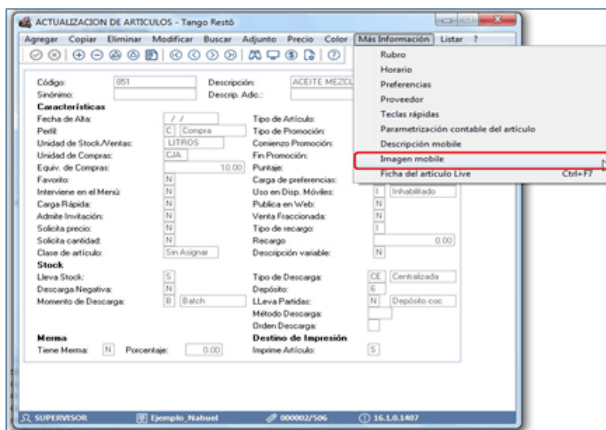 ACTUALIZACION DE ARTICULOS - Tango Restô
Agregar Copiar Eliminar Modificar Buscar Adjunto Precio Color Más Información Listar ?
Rubro
Horario
Preferencias
Proveedor
Teclas rápidas
Parametrización contable del artículo
Descripción mobile
Imagen mobile
Ficha del artículo Live Ctrl+F7
Código: 051 Descripción: ACEITE MEZCL
Sinónimo: Descrip. Adic.:
Características
Fecha de Alta: / / Tipo de Artículo:
Perfil: C Compra Tipo de Promoción:
Unidad de Stock/Ventas: LITROS Comienzo Promoción:
Unidad de Compras: CJA Fin Promoción:
Equiv. de Compras: 10.00 Puntaje:
Favorito: N Carga de preferencias:
Interviene en el Menú: N Uso en Disp. Móviles: I Inhabilitado
Carga Rápida: N Publica en Web: N
Admite Invitación: N Venta Fraccionada: N
Solicita precio: N Tipo de recargo: I
Solicita cantidad: N Recargo 0.00
Clase de artículo: Sin Asignar Descripción variable: N
Stock
Lleva Stock: S Tipo de Descarga: CE Centralizada
Descarga Negativa: N Depósito: 6
Momento de Descarga: B Batch LLeva Partidas: N Depósito coc
Método Descarga:
Orden Descarga:
Merma Destino de Impresión
Tiene Merma: N Porcentaje: 0.00 Imprime Artículo: S
SUPERVISOR Ejemplo_Nahuel 000002/506 16.1.0.1407